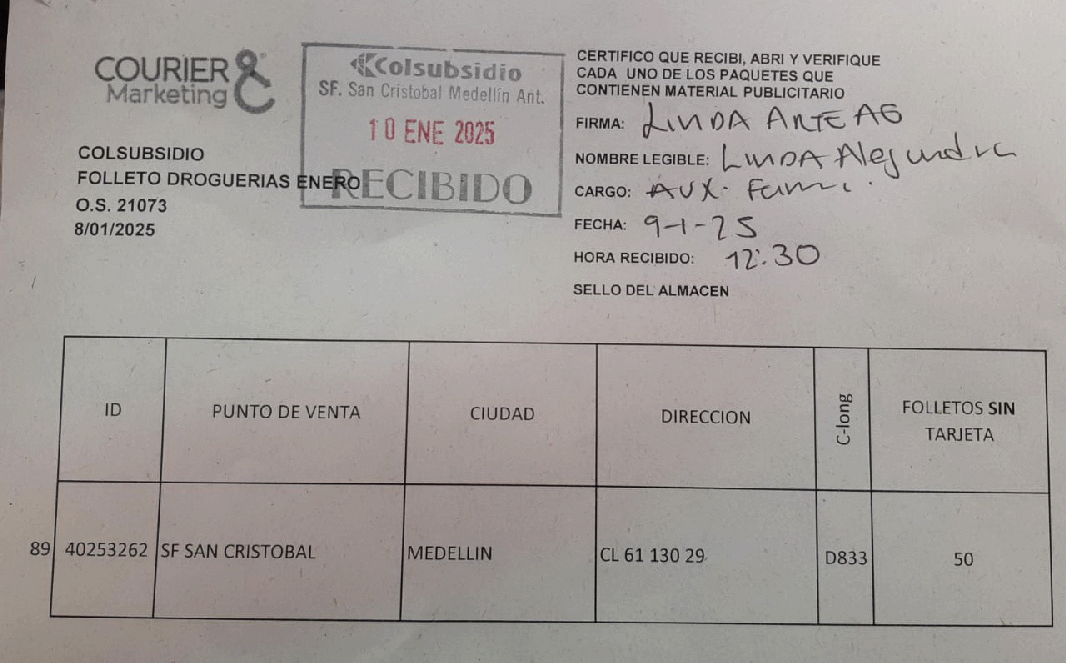 COURIER &
Marketing
COLSUBSIDIO
FOLLETO DROGUERIAS ENERO
O.S. 21073
8/01/2025
Colsubsidio
SF. San Cristobal Medellin Ant.
10 ENE 2025
RECIBIDO
CERTIFICO QUE RECIBI, ABRI Y VERIFIQUE
CADA UNO DE LOS PAQUETES QUE
CONTIENEN MATERIAL PUBLICITARIO
FIRMA: LINDA ARTEAG
NOMBRE LEGIBLE: LINDA Alejandra
CARGO: AUX.
FECHA: 9-1-25
HORA RECIBIDO: 12:30
SELLO DEL ALMACEN
ID PUNTO DE VENTA CIUDAD DIRECCION C-long FOLLETOS SIN
TARJETA
89 40253262 SF SAN CRISTOBAL MEDELLIN CL 61 130 29 D833 50